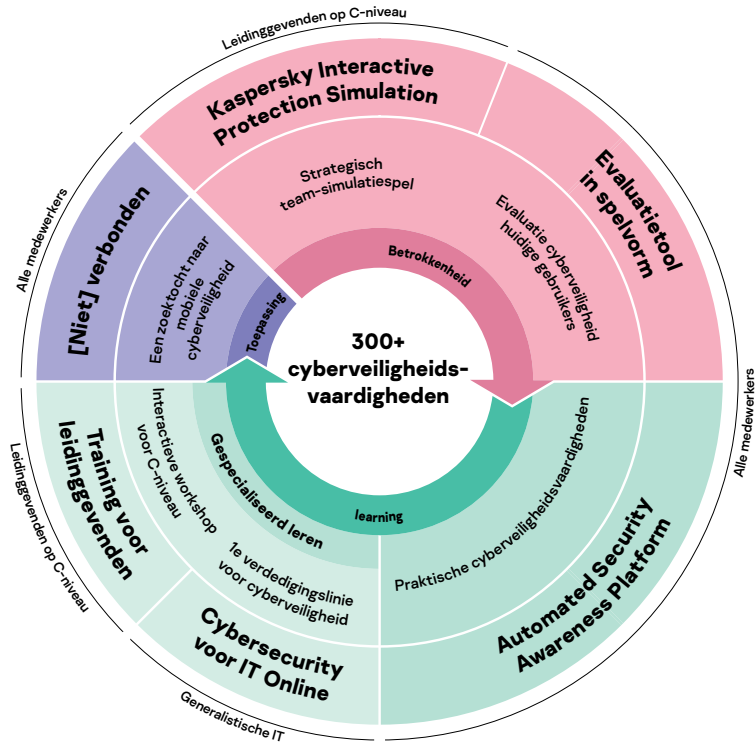 Leidinggevenden op C-niveau
Kaspersky Interactive
Protection Simulation
Strategisch
team-simulatiespel
Evaluatietool
in spelvorm
Evaluatie cyberveiligheid
huidige gebruikers
Betrokkenheid
Alle medewerkers
[Niet] verbonden
Een zoektocht naar
mobiele
cyberveiligheid
Toepassing
300+
cyberveiligheids-
vaardigheden
Alle medewerkers
Automated Security
Awareness Platform
Praktische cyberveiligheidsvaardigheden
learning
Gespecialiseerd leren
Leidinggevenden op C-niveau
Training voor
leidinggevenden
Interactieve workshop
voor C-niveau
1e verdedigingslinie
voor cyberveiligheid
Cybersecurity
voor IT Online
Generalistische IT